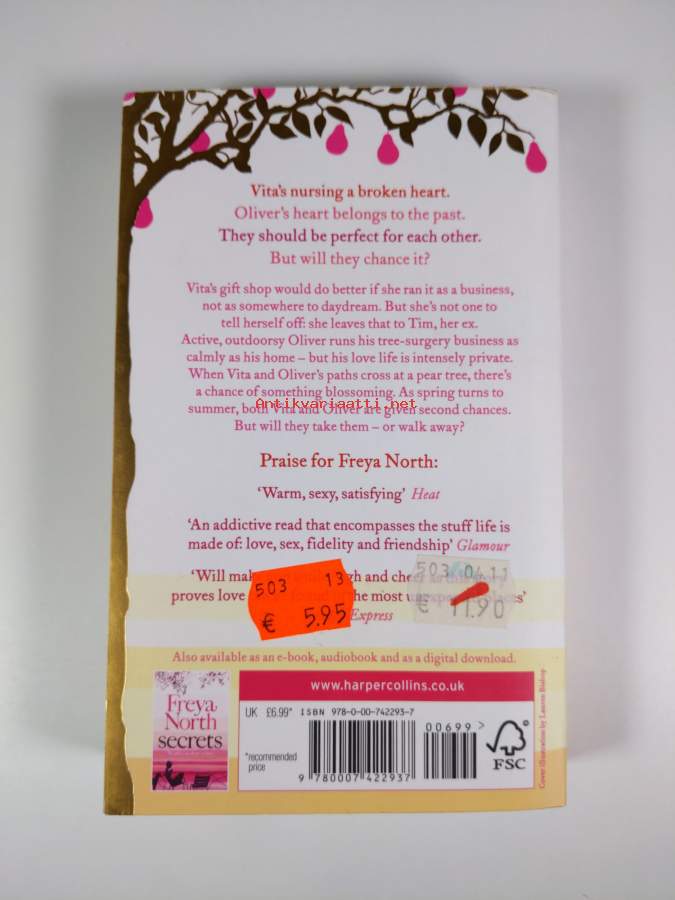 Vita's nursing a broken heart.
Oliver's heart belongs to the past.
They should be perfect for each other.
But will they chance it?
Vita's gift shop would do better if she ran it as a business,
not as somewhere to daydream. But she's not one to
tell herself off: she leaves that to Tim, her ex.
Active, outdoorsy Oliver runs his tree-surgery business as
calmly as his home – but his love life is intensely private.
When Vita and Oliver's paths cross at a pear tree, there's
a chance of something blossoming. As spring turns to
Antikvariaatti.net
summer, both Vita and Oliver are given second chances.
But will they take them – or walk away?
Praise for Freya North:
'Warm, sexy, satisfying' Heat
'An addictive read that encompasses the stuff life is
made of: love, sex, fidelity and friendship' Glamour
'Will and
proves love the most
Express
503 13
€ 5.95
503 0411
€ 11.90
Also available as an e-book, audiobook and as a digital download.
Freya
North
secrets
www.harpercollins.co.uk
UK £6.99* ISBN 978-0-00-742293-7
00699 >
*recommended
price
9 780007 422937
FSC
Cover illustration by Lauren Bishop